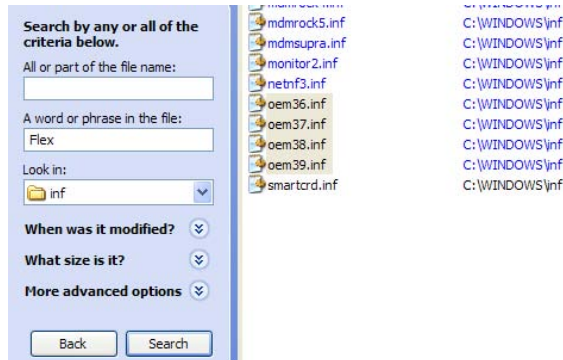 Search by any or all of the
criteria below.
All or part of the file name:
A word or phrase in the file:
Flex
Look in:
inf
When was it modified?
What size is it?
More advanced options
Back
Search
mdmrock5.inf C:\WINDOWS\inf
mdmsupra.inf C:\WINDOWS\inf
monitor2.inf C:\WINDOWS\inf
netnf3.inf C:\WINDOWS\inf
oem36.inf C:\WINDOWS\inf
oem37.inf C:\WINDOWS\inf
oem38.inf C:\WINDOWS\inf
oem39.inf C:\WINDOWS\inf
smartcrd.inf C:\WINDOWS\inf